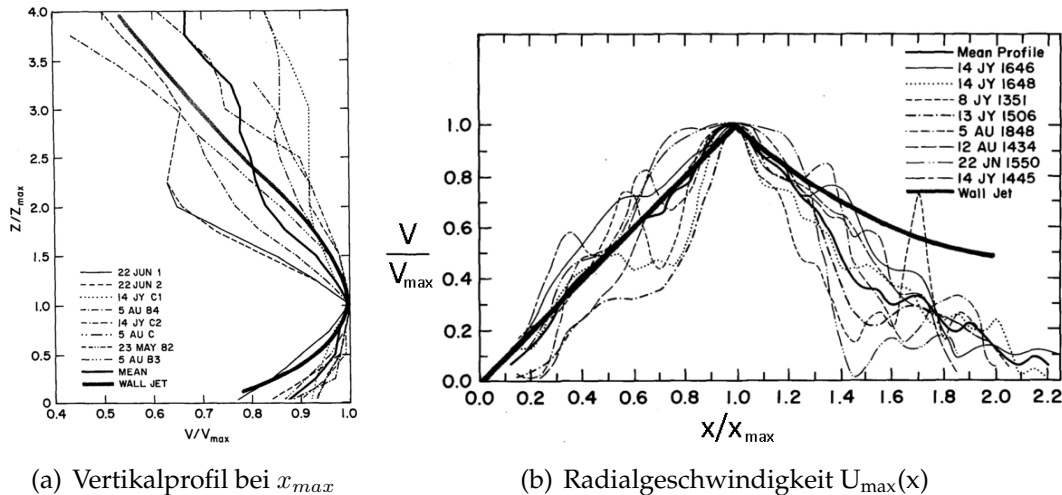 4.0
3.5
3.0
2.5
2.0
1.0
0.5
0
Z/Z_max
22 JUN 1
22 JUN 2
14 JY C1
5 AU B4
14 JY C2
5 AU C
23 MAY 82
5 AU B3
MEAN
WALL JET
0.4 0.5 0.6 0.7 0.8 0.9 1.0
V/V_max
(a) Vertikalprofil bei x_max
Mean Profile
14 JY 1646
14 JY 1648
8 JY 1351
13 JY 1506
5 AU 1848
12 AU 1434
22 JN 1550
14 JY 1445
Wall Jet
1.0
0.8
0.6
0.4
0.2
0.0
V
V_max
0.0 0.2 0.4 0.6 0.8 1.0 1.2 1.4 1.6 1.8 2.0 2.2
x/x_max
(b) Radialgeschwindigkeit U_max(x)